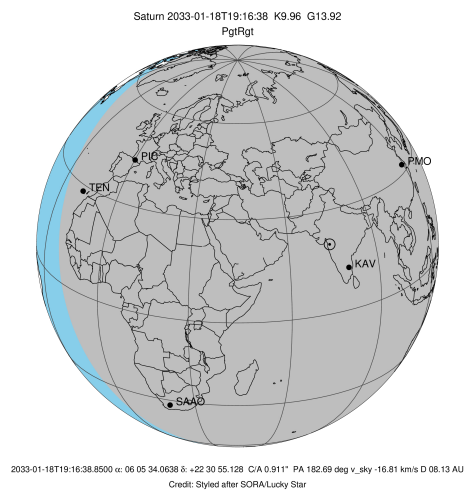 Saturn 2033-01-18T19:16:38 K9.96 G13.92
PgtRgt
PIC
PMO
TEN
KAV
SAAO
2033-01-18T19:16:38.8500 α: 06 05 34.0638 δ: +22 30 55.128 C/A 0.911" PA 182.69 deg v_sky -16.81 km/s D 08.13 AU
Credit: Styled after SORA/Lucky Star